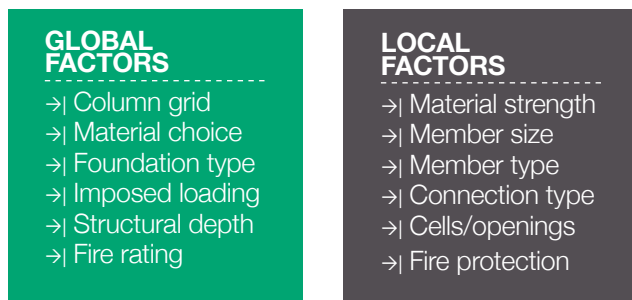 GLOBAL
FACTORS
→| Column grid
→| Material choice
→| Foundation type
→| Imposed loading
→| Structural depth
→| Fire rating
LOCAL
FACTORS
→| Material strength
→| Member size
→| Member type
→| Connection type
→| Cells/openings
→| Fire protection